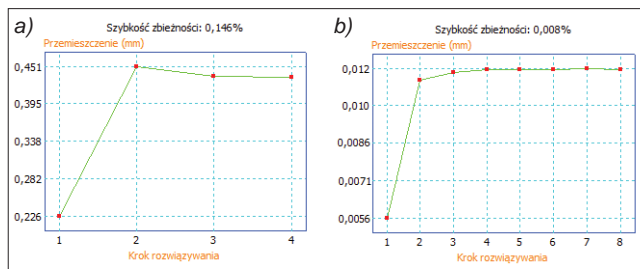 a)
Szybkość zbieżności: 0,146%
Przemieszczenie (mm)
0,451
0,395
0,338
0,282
0,226
1 2 3 4
Krok rozwiązywania
b)
Szybkość zbieżności: 0,008%
Przemieszczenie (mm)
0,012
0,010
0,0086
0,0071
0,0056
1 2 3 4 5 6 7 8
Krok rozwiązywania